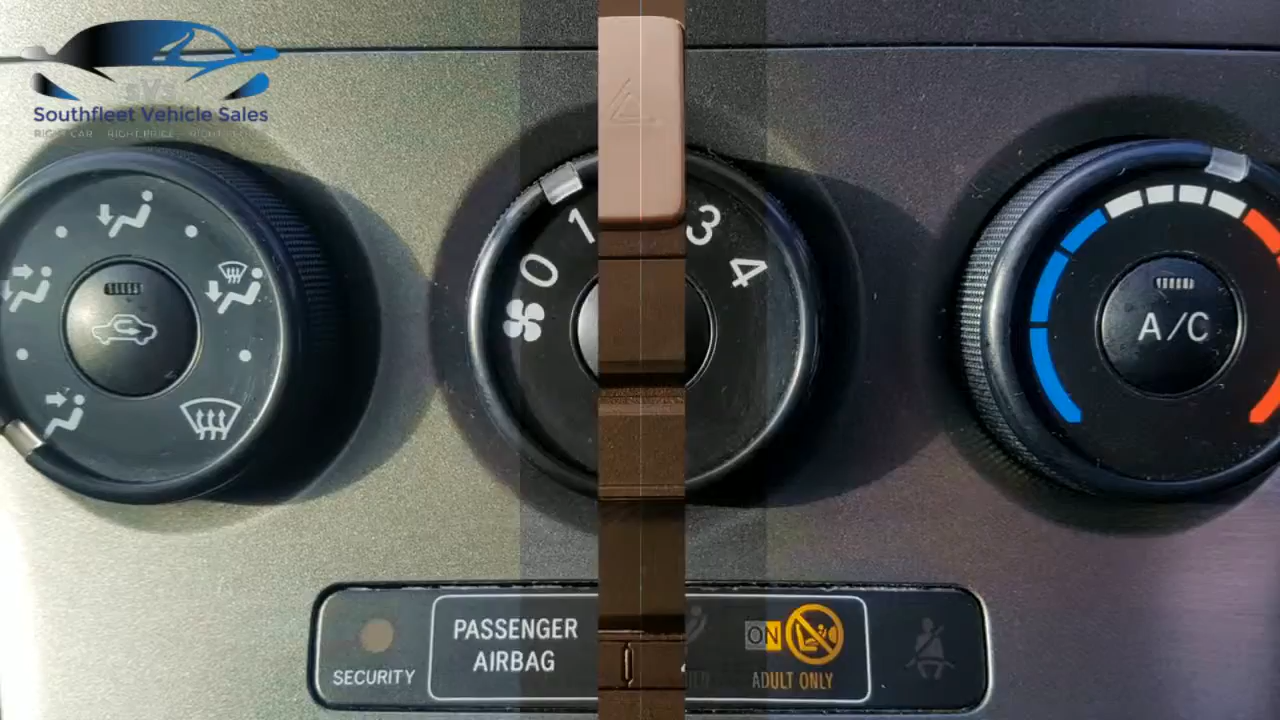 Southfleet Vehicle Sales
1
3
0
4
A/C
PASSENGER
AIRBAG
ON
SECURITY
ADULT ONLY